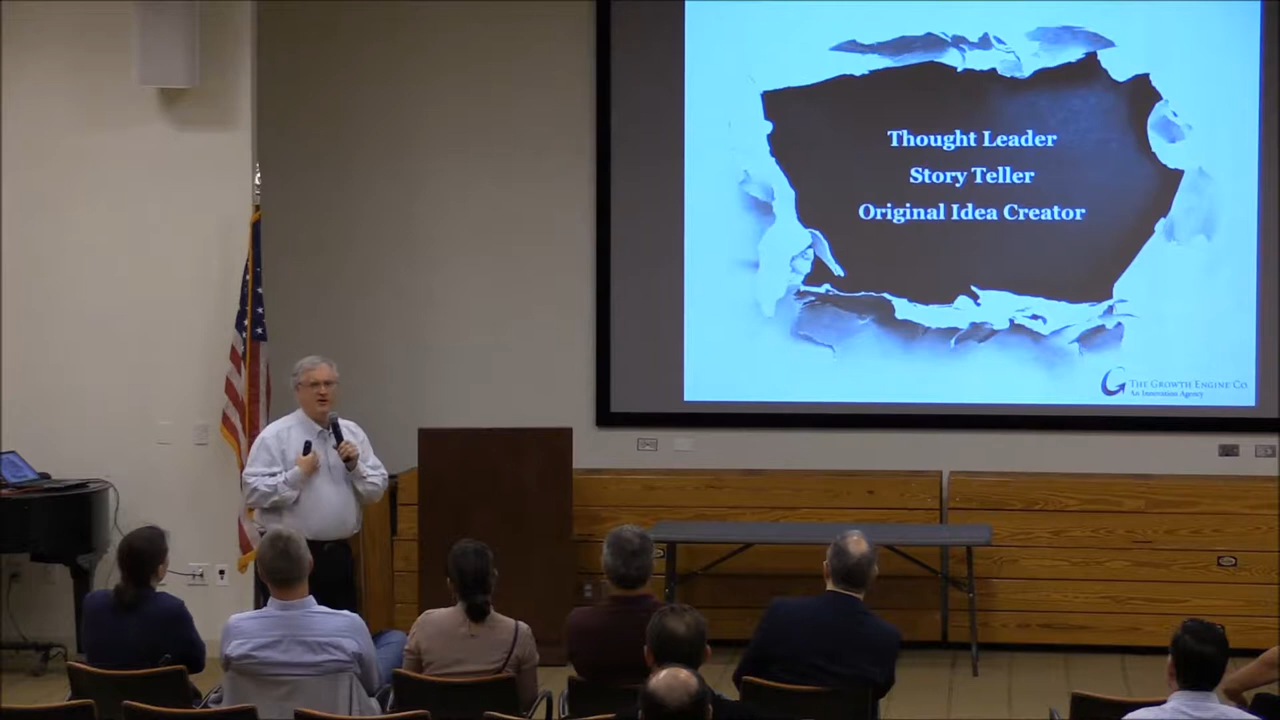 Thought Leader
Story Teller
Original Idea Creator
THE GROWTH ENGINE CO.
An Innovation Agency